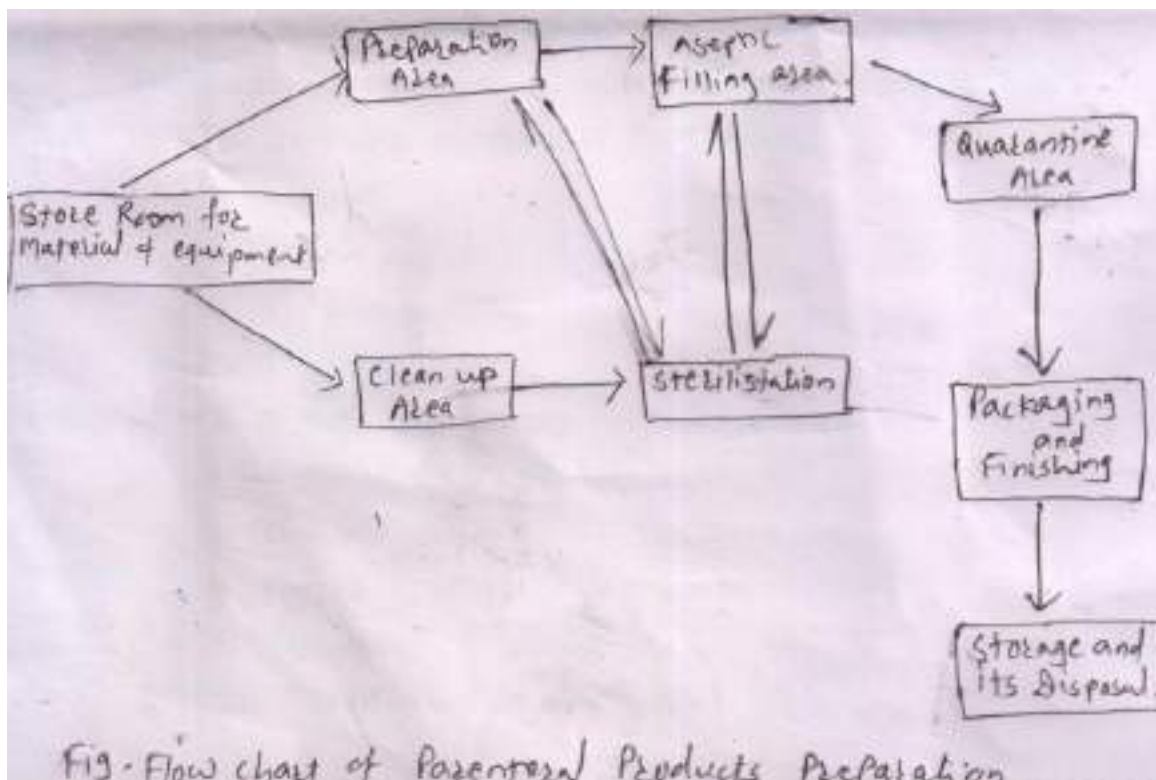 Preparation
Area
Aseptic
Filling area
Quarantine
Area
Store Room for
Material & equipment
Clean up
Area
Sterilistation
Packaging
and
Finishing
Storage and
its Disposal.
Fig-Flow chart of Parenteral Products Preparation